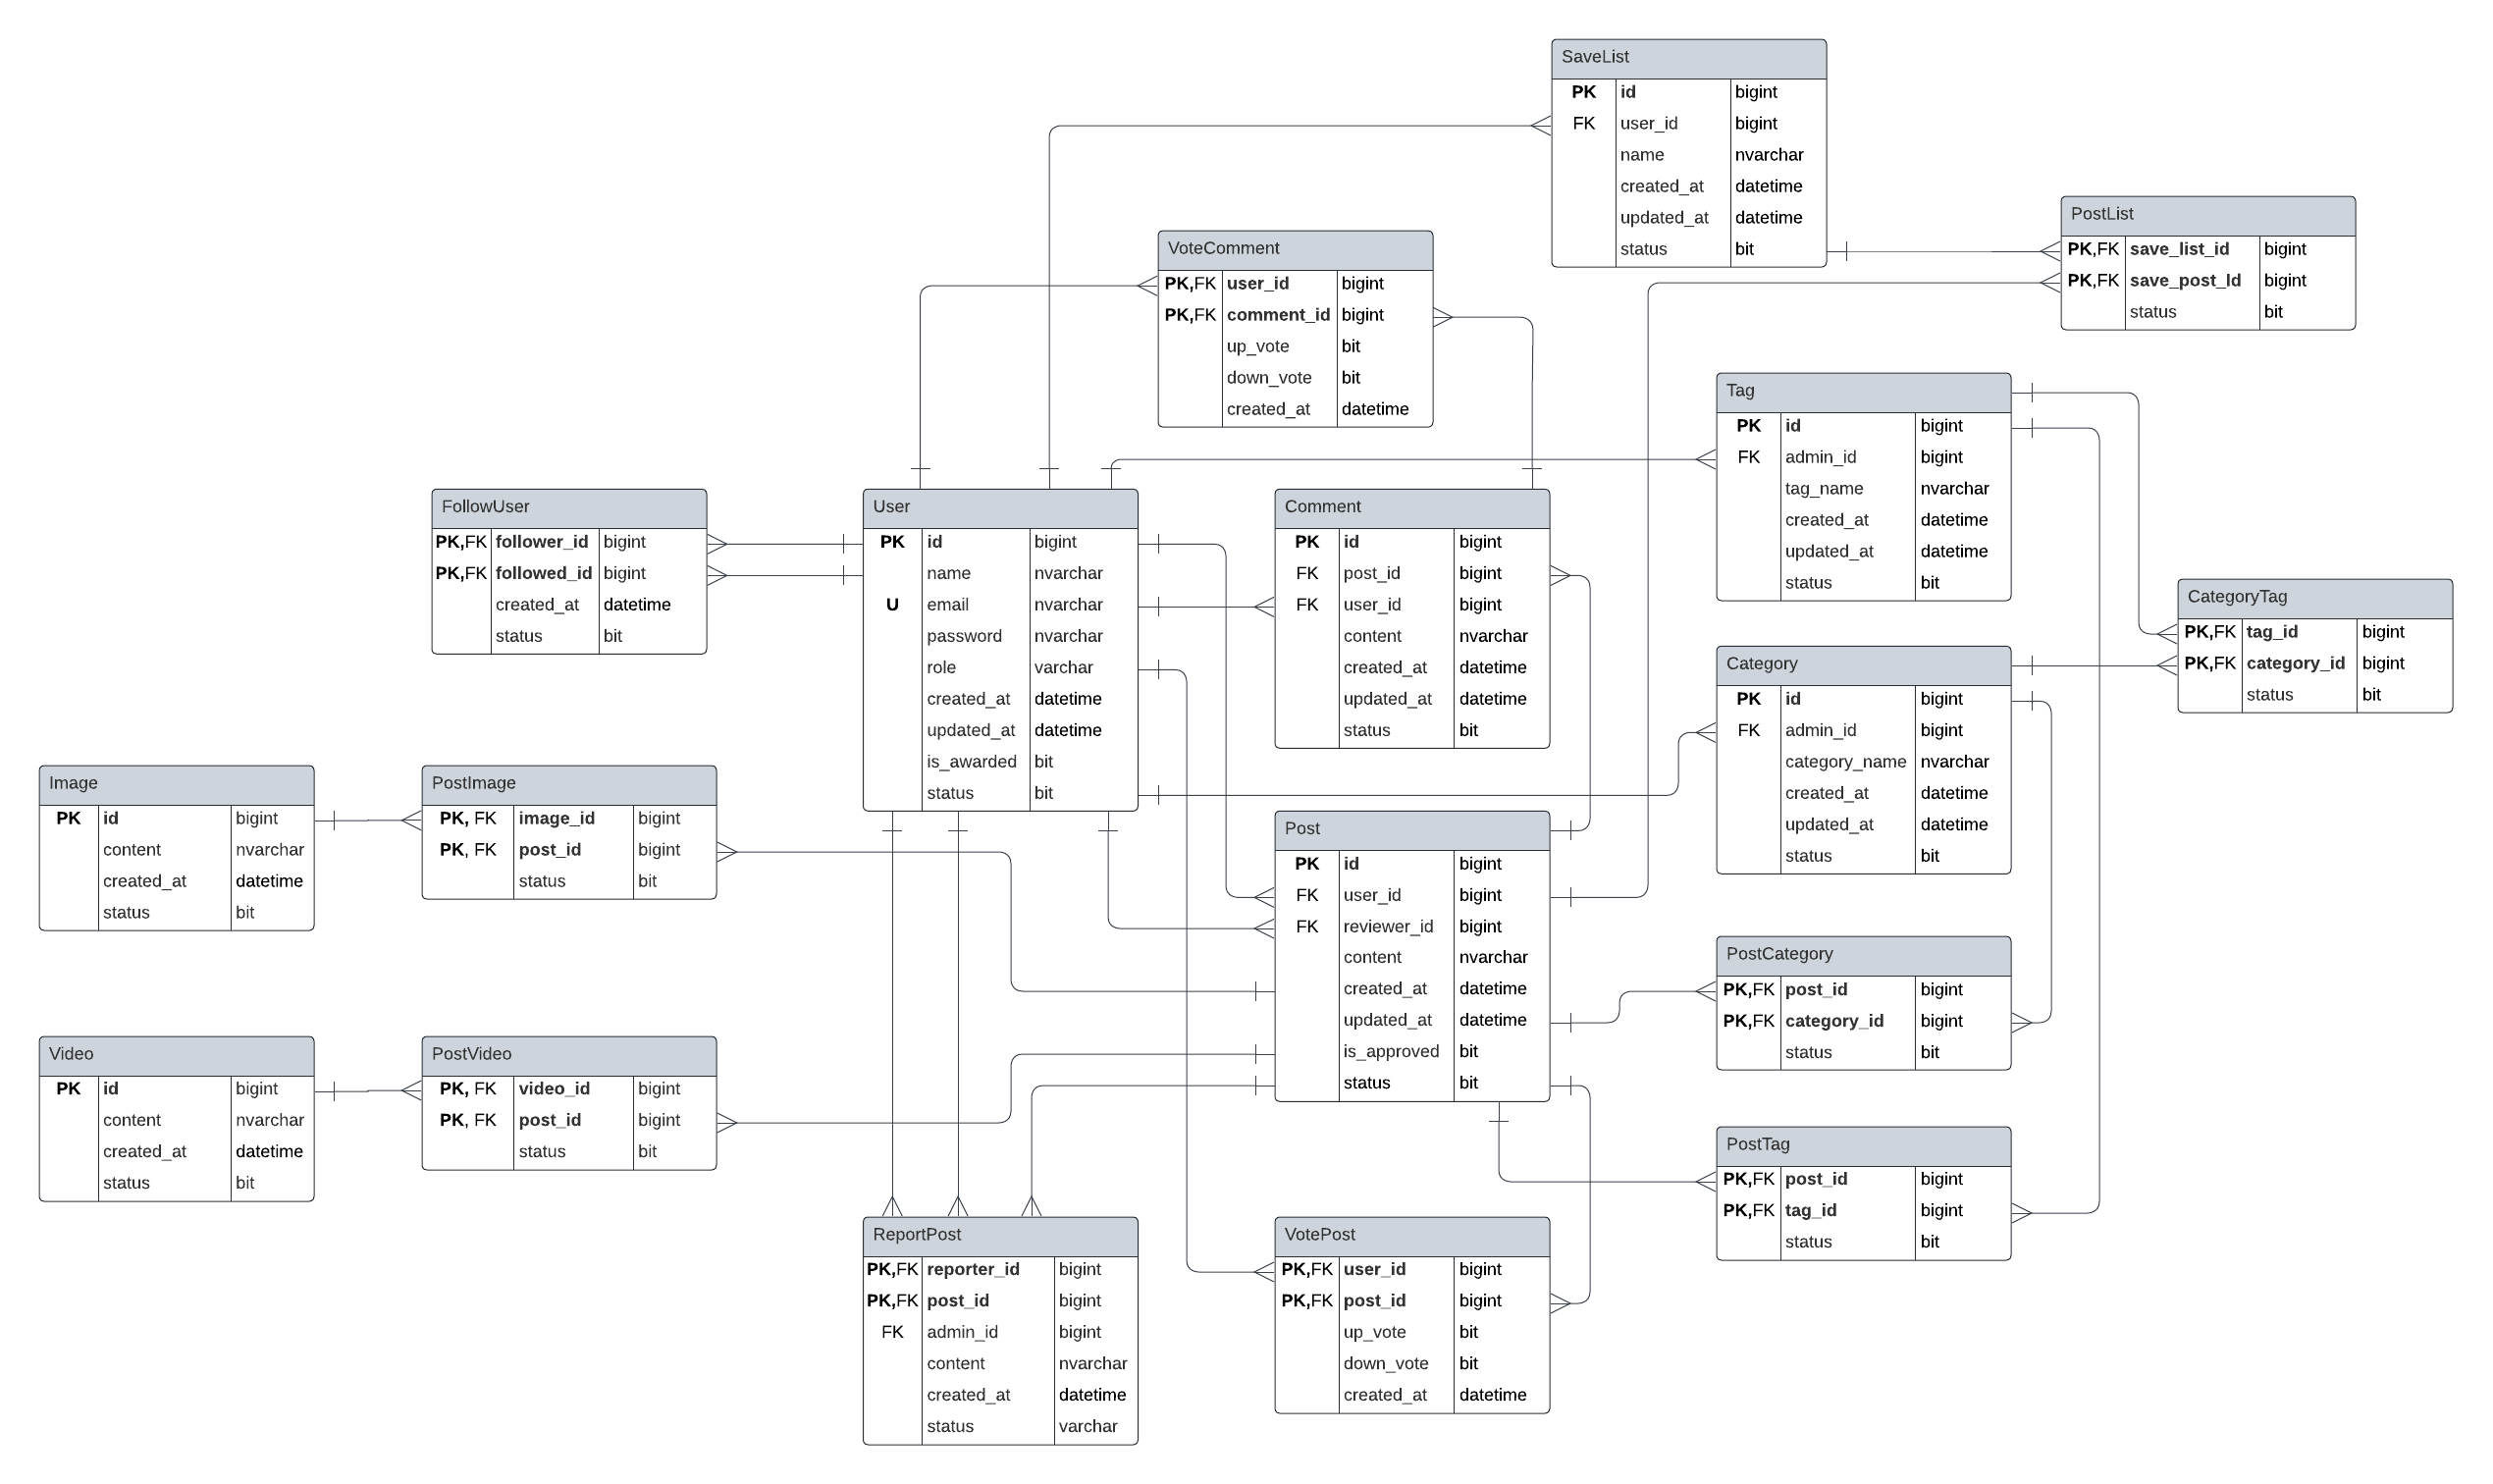 SaveList
PK id bigint
FK user_id bigint
name nvarchar
created_at datetime
updated_at datetime
status bit
PostList
PK,FK save_list_id bigint
PK,FK save_post_Id bigint
status bit
VoteComment
PK,FK user_id bigint
PK,FK comment_id bigint
up_vote bit
down_vote bit
created_at datetime
Tag
PK id bigint
FK admin_id bigint
tag_name nvarchar
created_at datetime
updated_at datetime
status bit
FollowUser
PK,FK follower_id bigint
PK,FK followed_id bigint
created_at datetime
status bit
User
PK id bigint
name nvarchar
U email nvarchar
password nvarchar
role varchar
created_at datetime
updated_at datetime
is_awarded bit
status bit
Comment
PK id bigint
FK post_id bigint
FK user_id bigint
content nvarchar
created_at datetime
updated_at datetime
status bit
CategoryTag
PK,FK tag_id bigint
PK,FK category_id bigint
status bit
Category
PK id bigint
FK admin_id bigint
category_name nvarchar
created_at datetime
updated_at datetime
status bit
Image
PK id bigint
content nvarchar
created_at datetime
status bit
PostImage
PK, FK image_id bigint
PK, FK post_id bigint
status bit
Post
PK id bigint
FK user_id bigint
FK reviewer_id bigint
content nvarchar
created_at datetime
updated_at datetime
is_approved bit
status bit
PostCategory
PK,FK post_id bigint
PK,FK category_id bigint
status bit
Video
PK id bigint
content nvarchar
created_at datetime
status bit
PostVideo
PK, FK video_id bigint
PK, FK post_id bigint
status bit
PostTag
PK,FK post_id bigint
PK,FK tag_id bigint
status bit
ReportPost
PK,FK reporter_id bigint
PK,FK post_id bigint
FK admin_id bigint
content nvarchar
created_at datetime
status varchar
VotePost
PK,FK user_id bigint
PK,FK post_id bigint
up_vote bit
down_vote bit
created_at datetime